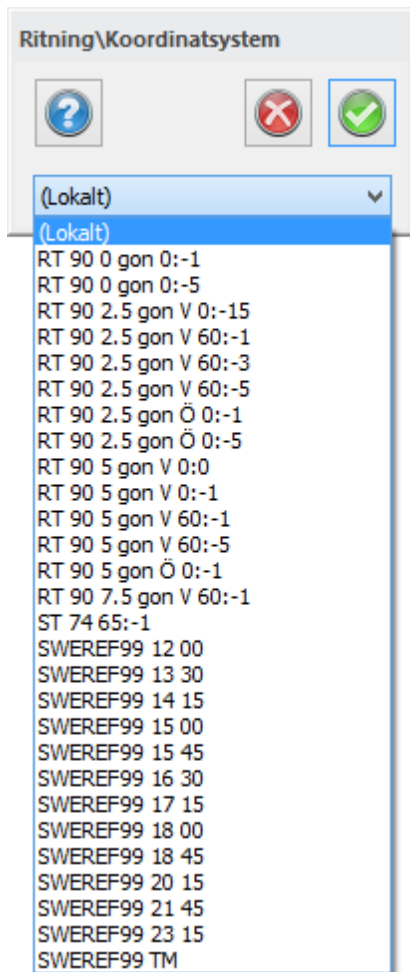 Ritning\Koordinatsystem
(Lokalt)
(Lokalt)
RT 90 0 gon 0:-1
RT 90 0 gon 0:-5
RT 90 2.5 gon V 0:-15
RT 90 2.5 gon V 60:-1
RT 90 2.5 gon V 60:-3
RT 90 2.5 gon V 60:-5
RT 90 2.5 gon Ö 0:-1
RT 90 2.5 gon Ö 0:-5
RT 90 5 gon V 0:0
RT 90 5 gon V 0:-1
RT 90 5 gon V 60:-1
RT 90 5 gon V 60:-5
RT 90 5 gon Ö 0:-1
RT 90 7.5 gon V 60:-1
ST 74 65:-1
SWEREF99 12 00
SWEREF99 13 30
SWEREF99 14 15
SWEREF99 15 00
SWEREF99 15 45
SWEREF99 16 30
SWEREF99 17 15
SWEREF99 18 00
SWEREF99 18 45
SWEREF99 20 15
SWEREF99 21 45
SWEREF99 23 15
SWEREF99 TM